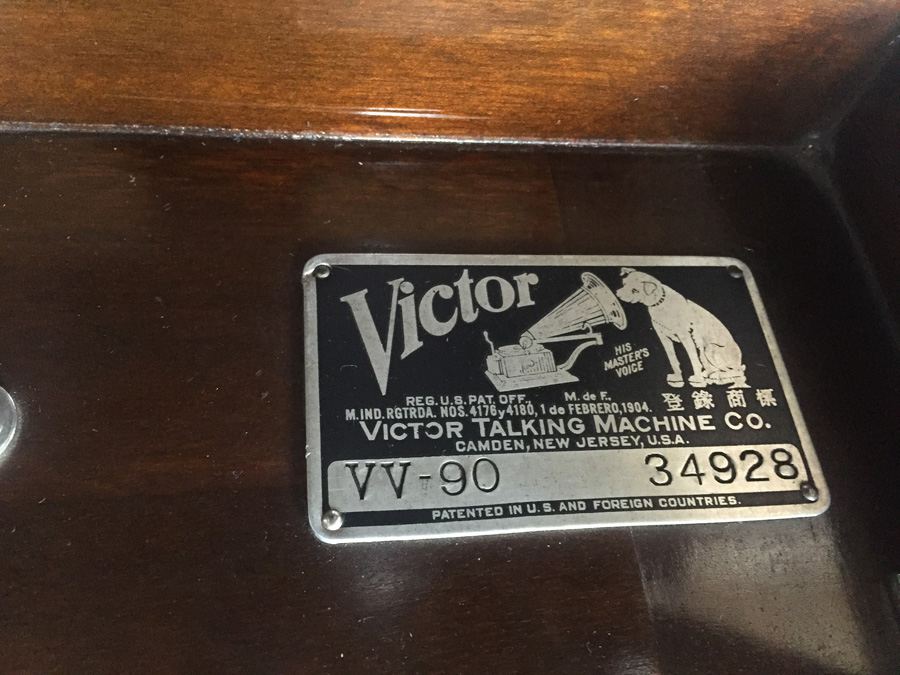 Victor
HIS
MASTER'S
VOICE
REG. U.S. PAT. OFF., M. de F.,
M.IND. RGTRDA. NOS. 4176 y 4180, 1 de FEBRERO, 1904.
登錄商標
VICTOR TALKING MACHINE CO.
CAMDEN, NEW JERSEY, U.S.A.
VV-90 34928
PATENTED IN U.S. AND FOREIGN COUNTRIES.